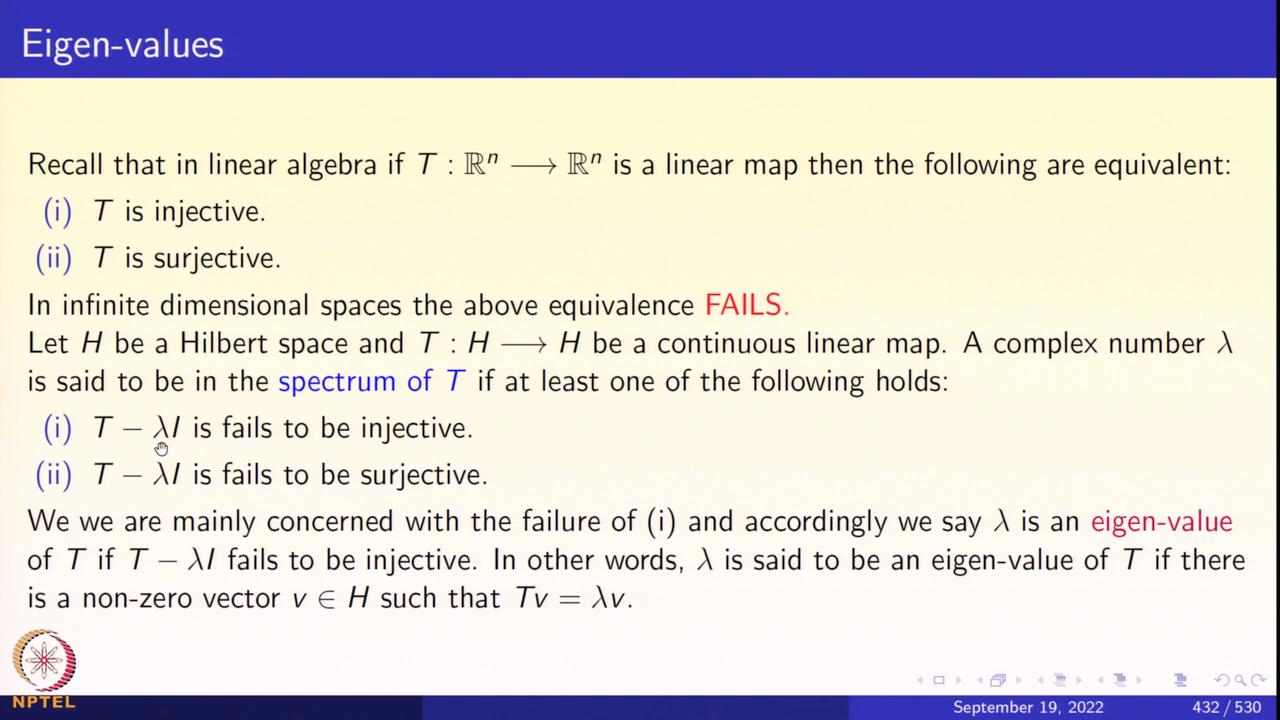 Eigen-values
Recall that in linear algebra if T : ℝⁿ ⟶ ℝⁿ is a linear map then the following are equivalent:
(i) T is injective.
(ii) T is surjective.
In infinite dimensional spaces the above equivalence FAILS.
Let H be a Hilbert space and T : H ⟶ H be a continuous linear map. A complex number λ
is said to be in the spectrum of T if at least one of the following holds:
(i) T − λI is fails to be injective.
(ii) T − λI is fails to be surjective.
We we are mainly concerned with the failure of (i) and accordingly we say λ is an eigen-value
of T if T − λI fails to be injective. In other words, λ is said to be an eigen-value of T if there
is a non-zero vector v ∈ H such that Tv = λv.
NPTEL
September 19, 2022 432 / 530